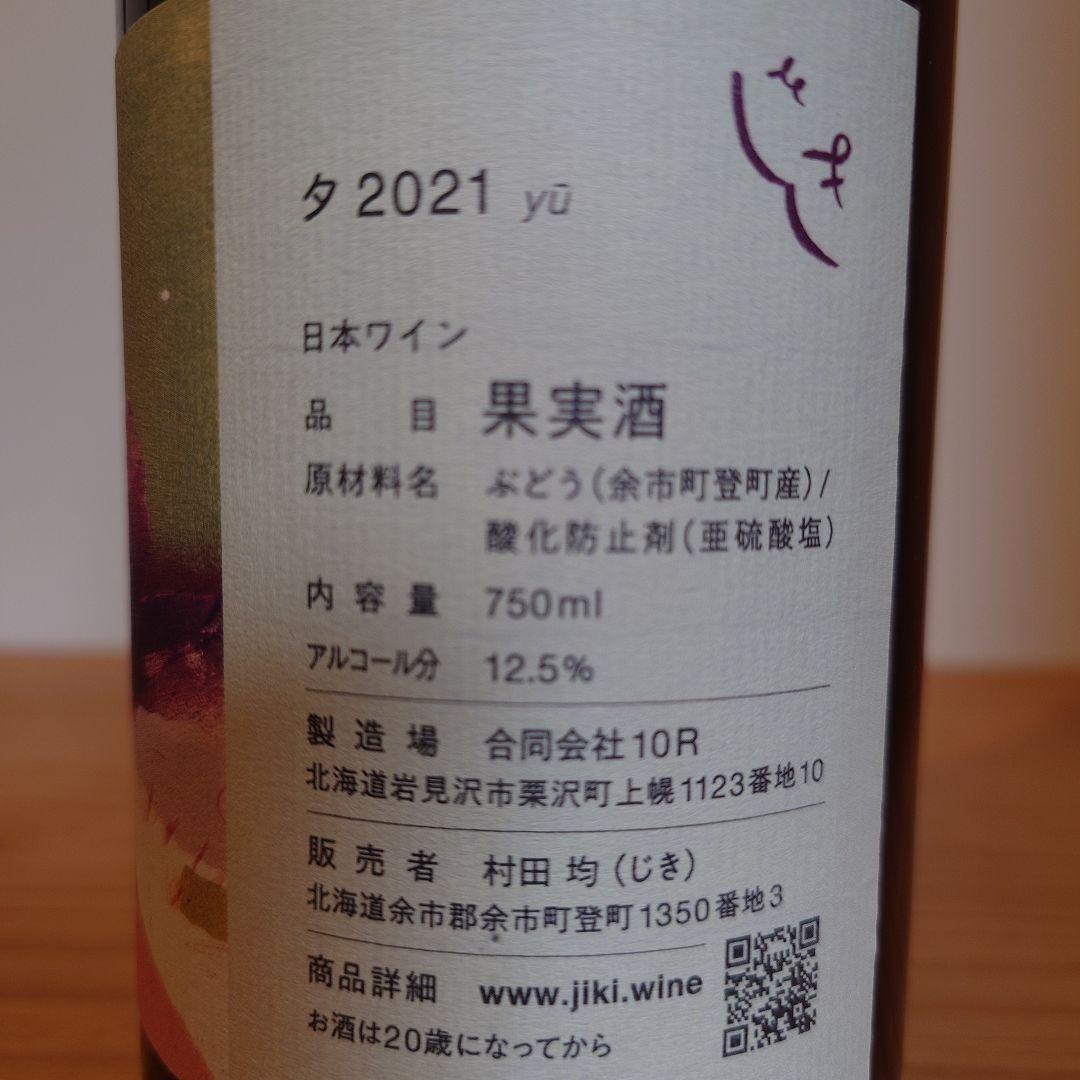 じき
夕 2021 yū
日本ワイン
品目 果実酒
原材料名 ぶどう(余市町登町産)/
酸化防止剤(亜硫酸塩)
内容量 750ml
アルコール分 12.5%
製造場 合同会社10R
北海道岩見沢市栗沢町上幌1123番地10
販売者 村田 均(じき)
北海道余市郡余市町登町1350番地3
商品詳細 www.jiki.wine
お酒は20歳になってから